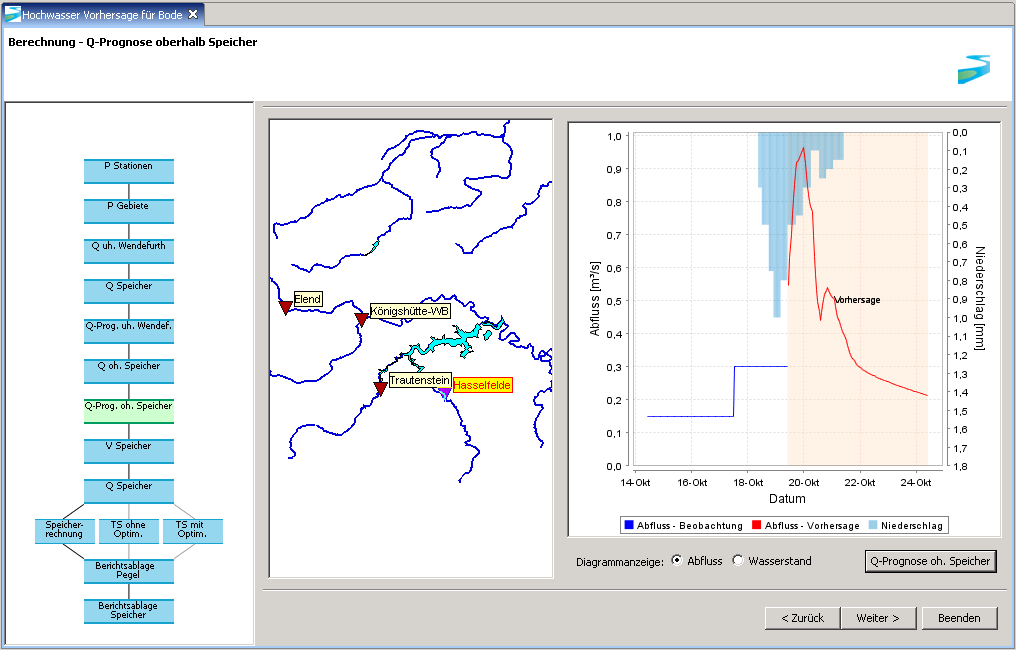 Hochwasser Vorhersage für Bode
Berechnung - Q-Prognose oberhalb Speicher
P Stationen
P Gebiete
Q uh. Wendefurth
Q Speicher
Q-Prog. uh. Wendef.
Q oh. Speicher
Q-Prog. oh. Speicher
V Speicher
Q Speicher
Speicher-
rechnung
TS ohne
Optim.
TS mit
Optim.
Berichtsablage
Pegel
Berichtsablage
Speicher
Elend
Königshütte-WB
Trautenstein
Hasselfelde
Abfluss [m³/s]
1,0
0,9
0,8
0,7
0,6
0,5
0,4
0,3
0,2
0,1
0,0
Vorhersage
0,0
0,1
0,2
0,3
0,4
0,5
0,6
0,7
0,8
0,9
1,0
1,1
1,2
1,3
1,4
1,5
1,6
1,7
1,8
Niederschlag [mm]
14-Okt 16-Okt 18-Okt 20-Okt 22-Okt 24-Okt
Datum
Abfluss - Beobachtung Abfluss - Vorhersage Niederschlag
Diagrammanzeige: Abfluss Wasserstand
Q-Prognose oh. Speicher
< Zurück Weiter > Beenden